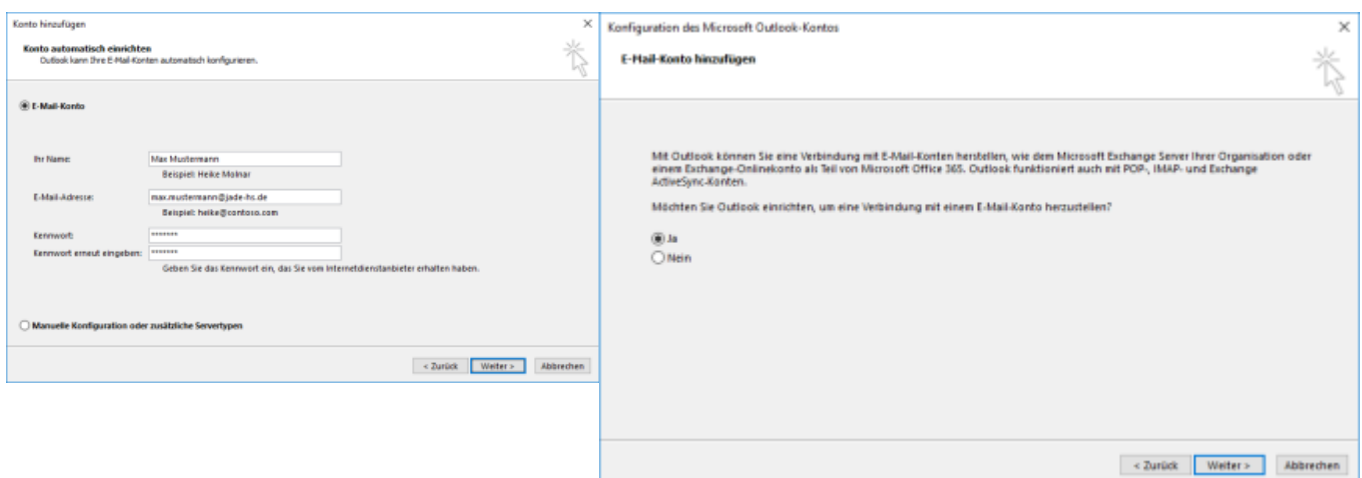 Konto hinzufügen
Konto automatisch einrichten
Outlook kann Ihre E-Mail-Konten automatisch konfigurieren.
E-Mail-Konto
Ihr Name: Max Mustermann
Beispiel: Heike Molnar
E-Mail-Adresse: max.mustermann@jade-hs.de
Beispiel: heike@contoso.com
Kennwort: *******
Kennwort erneut eingeben: *******
Geben Sie das Kennwort ein, das Sie vom Internetdienstanbieter erhalten haben.
Manuelle Konfiguration oder zusätzliche Servertypen
< Zurück Weiter > Abbrechen
Konfiguration des Microsoft Outlook-Kontos
E-Mail-Konto hinzufügen
Mit Outlook können Sie eine Verbindung mit E-Mail-Konten herstellen, wie dem Microsoft Exchange Server Ihrer Organisation oder
einem Exchange-Onlinekonto als Teil von Microsoft Office 365. Outlook funktioniert auch mit POP-, IMAP- und Exchange
ActiveSync-Konten.
Möchten Sie Outlook einrichten, um eine Verbindung mit einem E-Mail-Konto herzustellen?
Ja
Nein
< Zurück Weiter > Abbrechen